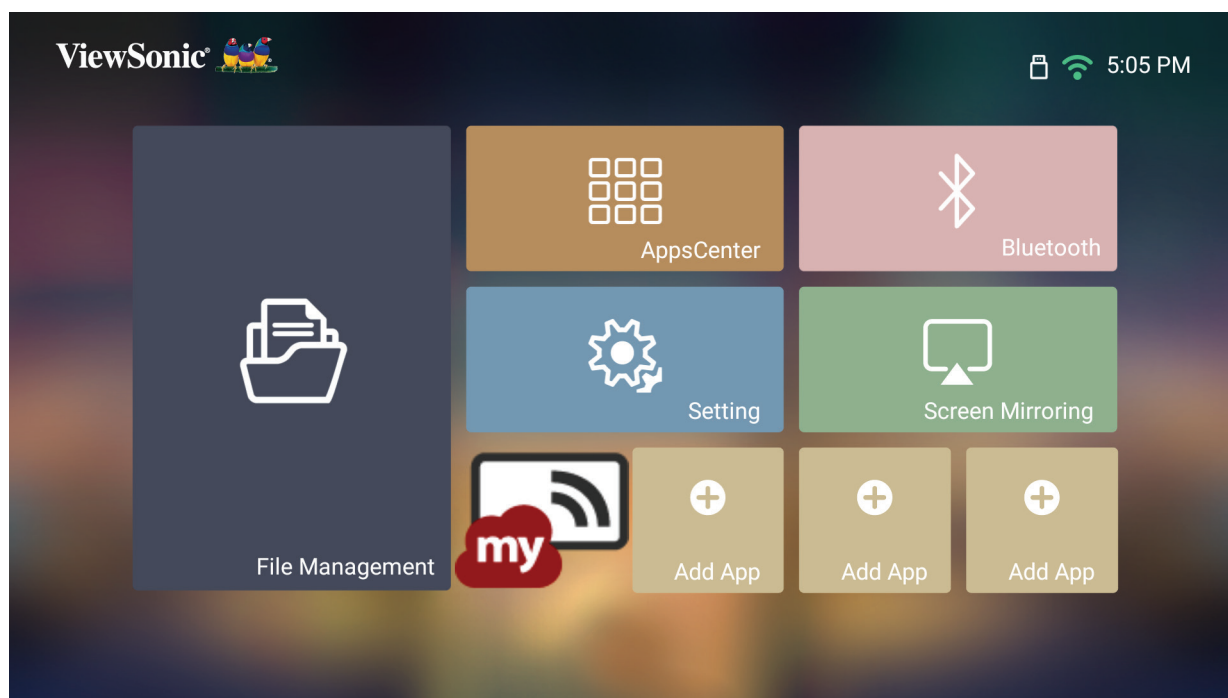 ViewSonic®
5:05 PM
File Management
AppsCenter
Bluetooth
Setting
Screen Mirroring
my
Add App
Add App
Add App